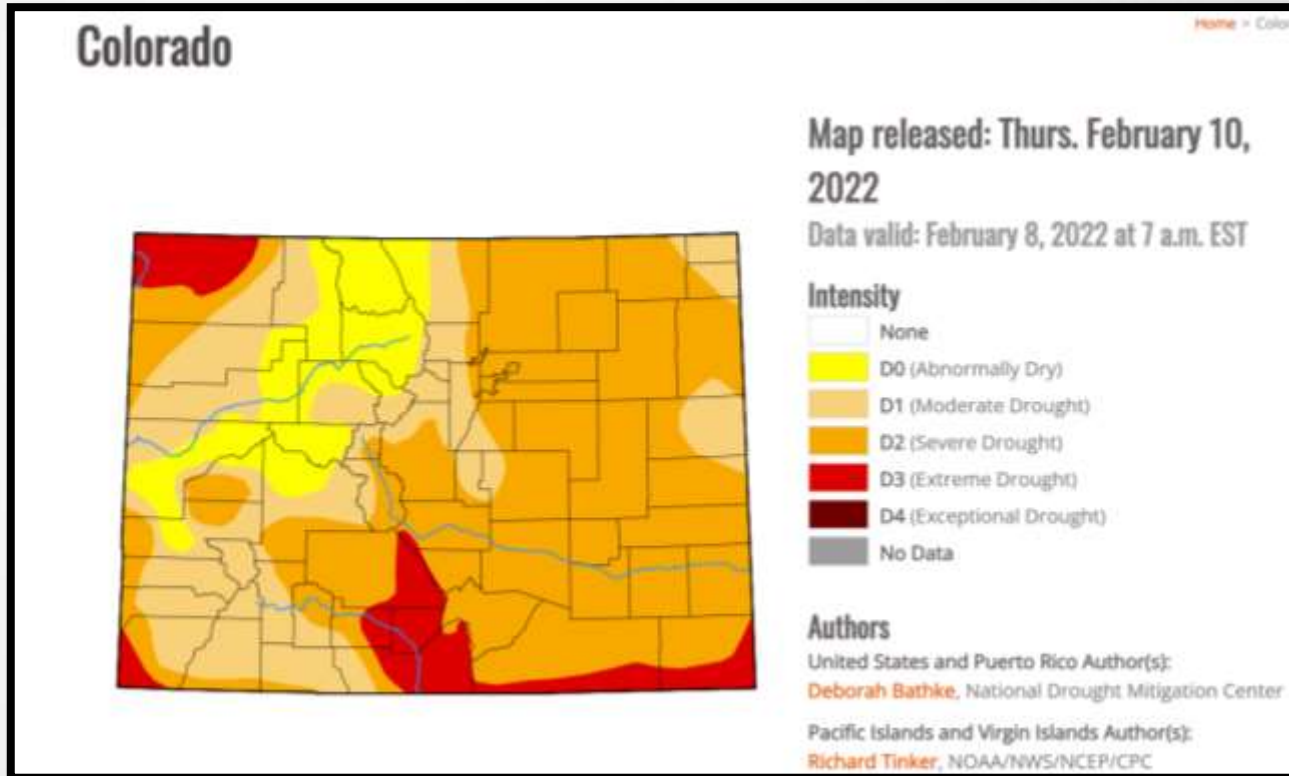 Colorado
Home > Color
Map released: Thurs. February 10,
2022
Data valid: February 8, 2022 at 7 a.m. EST
Intensity
None
D0 (Abnormally Dry)
D1 (Moderate Drought)
D2 (Severe Drought)
D3 (Extreme Drought)
D4 (Exceptional Drought)
No Data
Authors
United States and Puerto Rico Author(s):
Deborah Bathke, National Drought Mitigation Center
Pacific Islands and Virgin Islands Author(s):
Richard Tinker, NOAA/NWS/NCEP/CPC